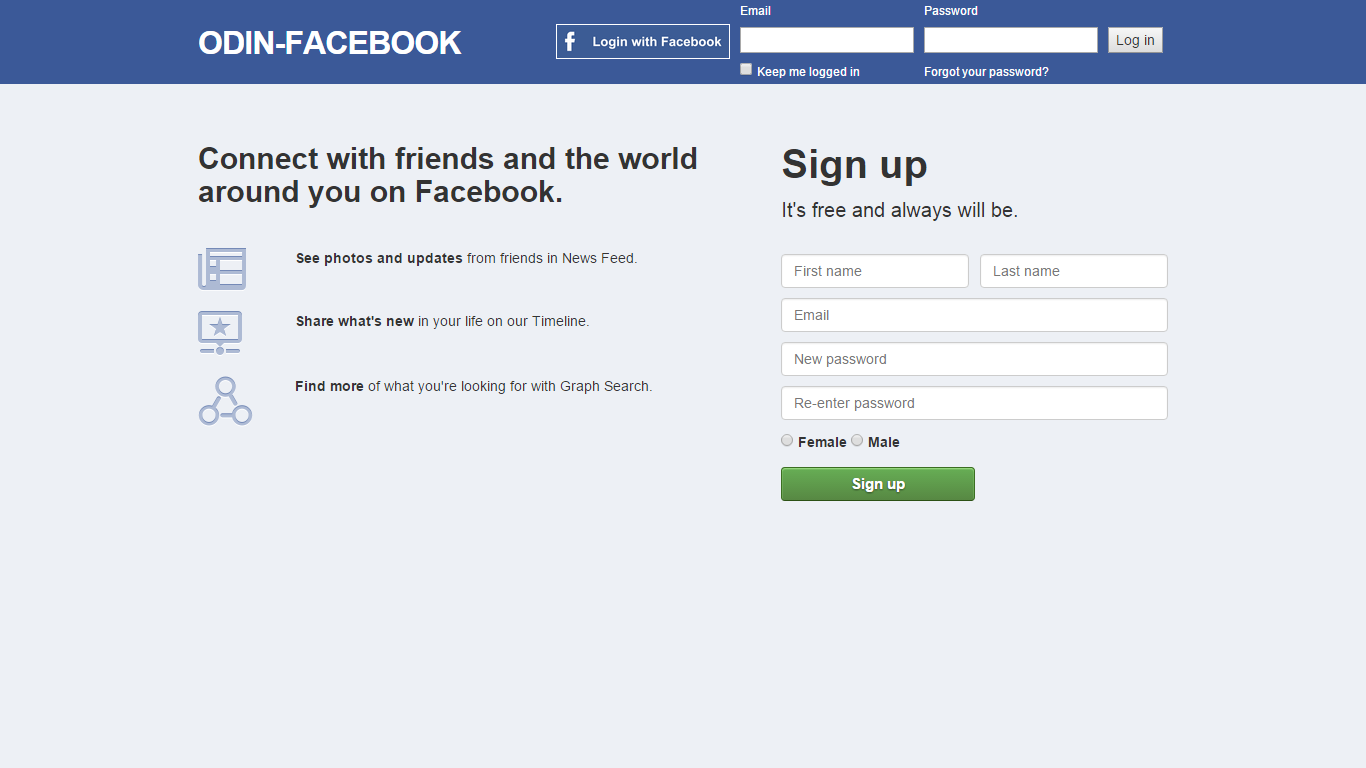 ODIN-FACEBOOK
Login with Facebook
Email
Password
Log in
Keep me logged in
Forgot your password?
Connect with friends and the world
around you on Facebook.
See photos and updates from friends in News Feed.
Share what's new in your life on our Timeline.
Find more of what you're looking for with Graph Search.
Sign up
It's free and always will be.
First name
Last name
Email
New password
Re-enter password
Female
Male
Sign up